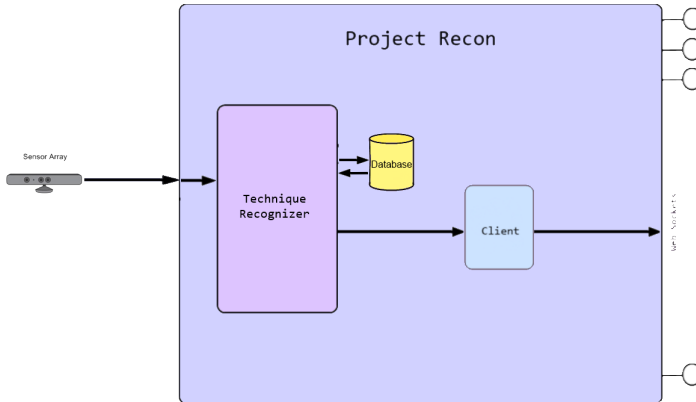 Project Recon
Sensor Array
Database
Technique
Recognizer
Client
Web Sockets